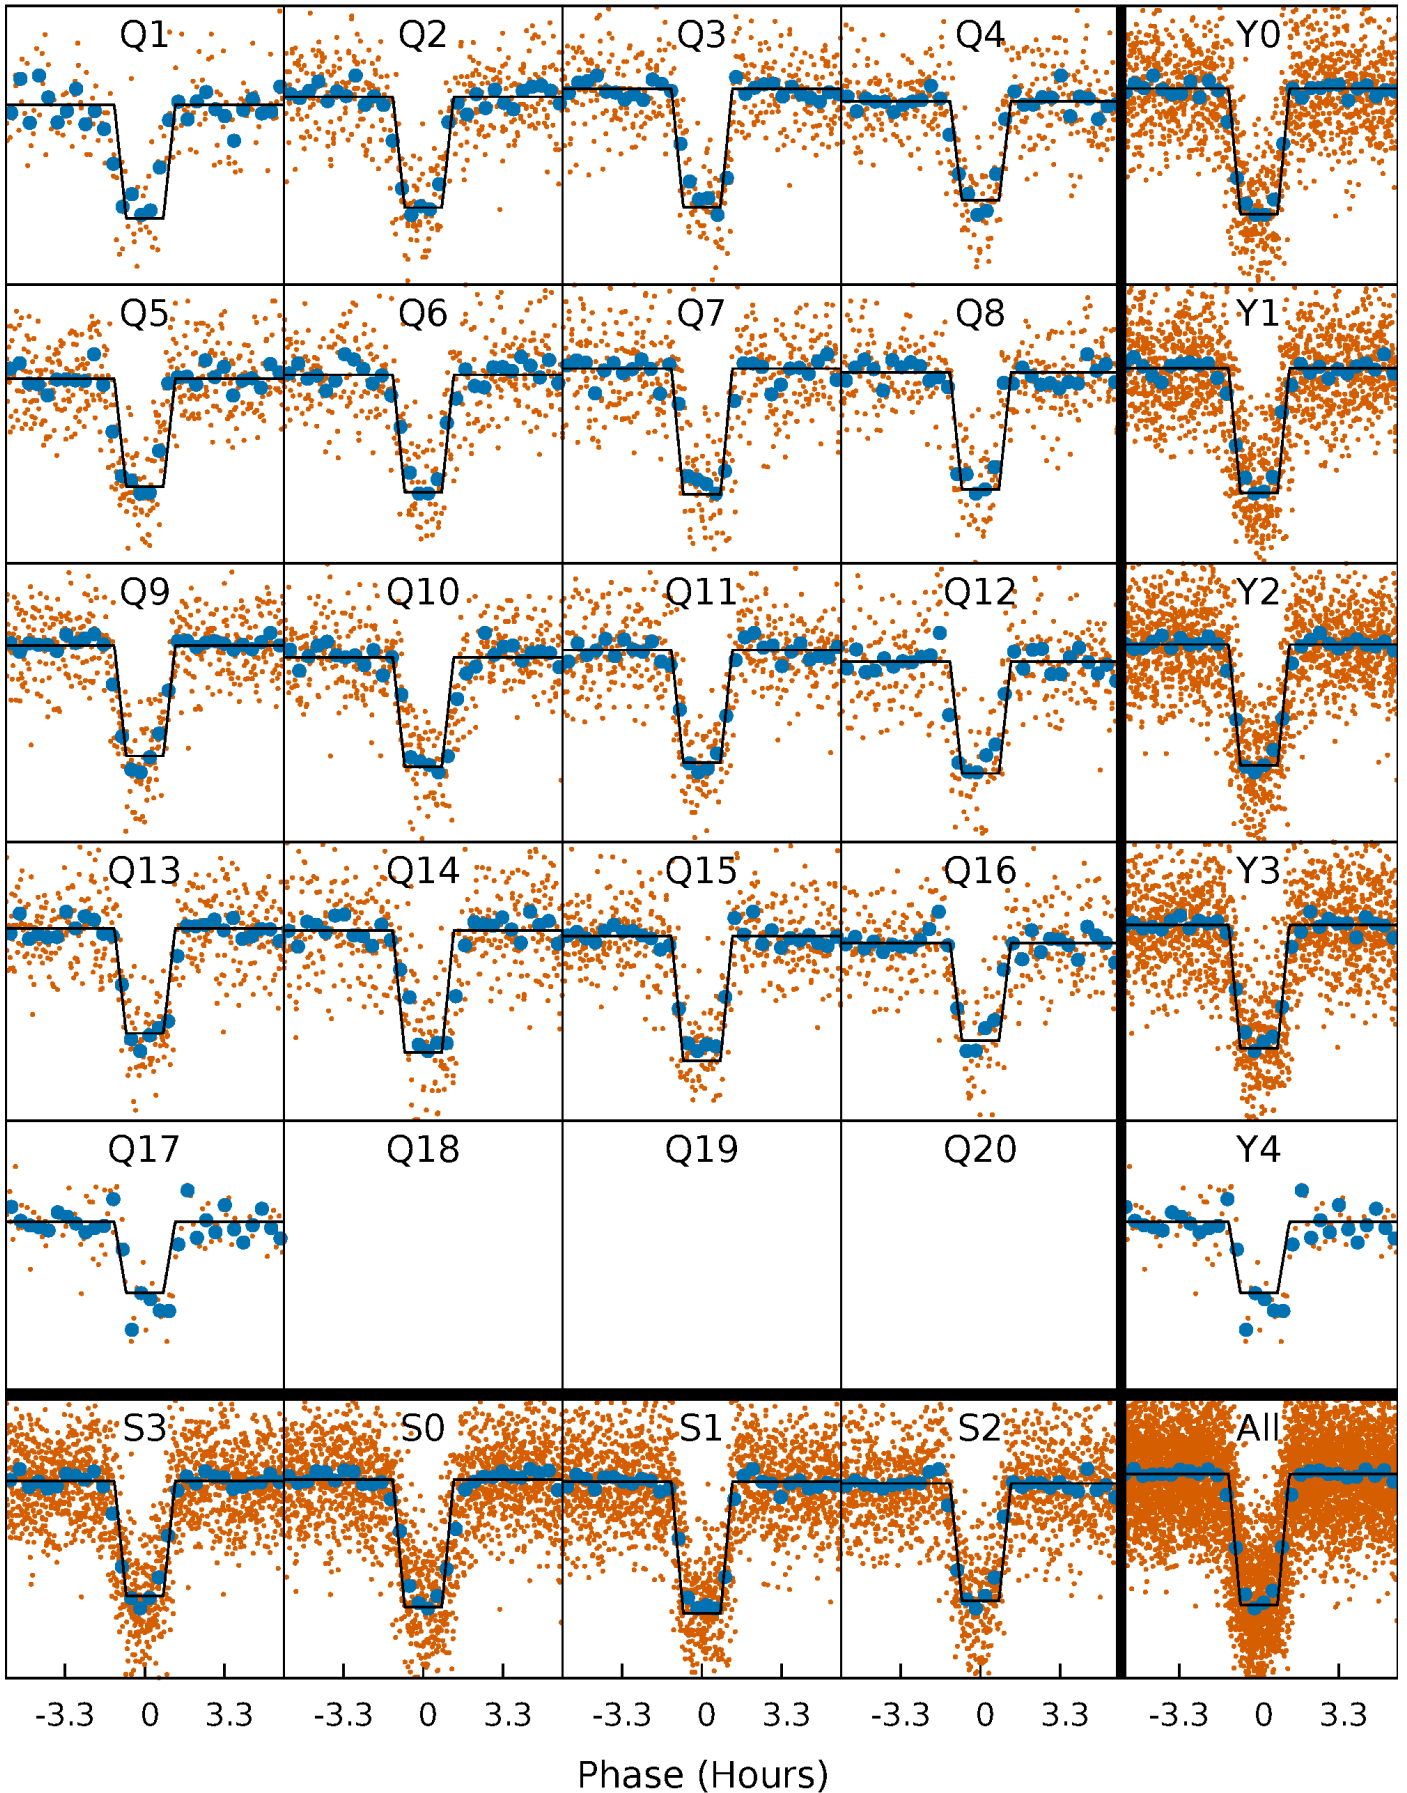 Q1 Q2 Q3 Q4 Y0
Q5 Q6 Q7 Q8 Y1
Q9 Q10 Q11 Q12 Y2
Q13 Q14 Q15 Q16 Y3
Q17 Q18 Q19 Q20 Y4
S3 S0 S1 S2 All
-3.3 0 3.3 -3.3 0 3.3 -3.3 0 3.3 -3.3 0 3.3 -3.3 0 3.3
Phase (Hours)